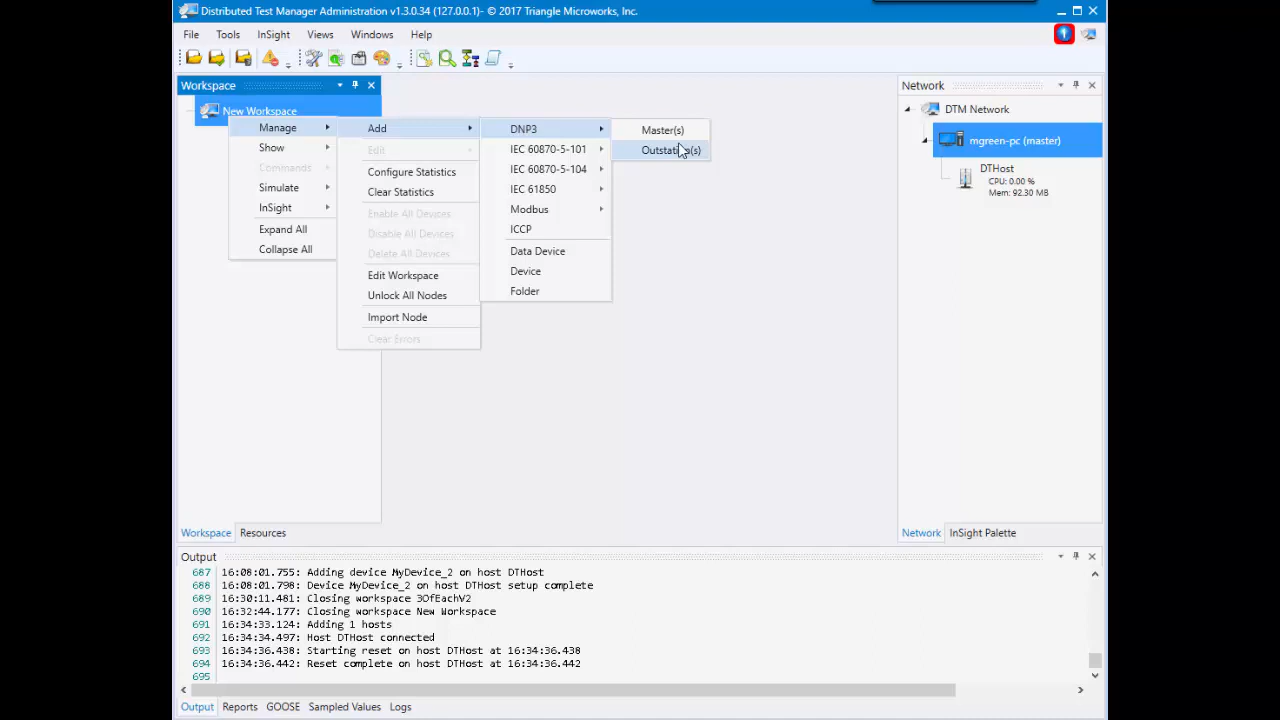 Distributed Test Manager Administration v1.3.0.34 (127.0.0.1)- © 2017 Triangle Microworks, Inc.
File Tools InSight Views Windows Help
Workspace
New Workspace
Manage
Show
Commands
Simulate
InSight
Expand All
Collapse All
Add
Edit
Configure Statistics
Clear Statistics
Enable All Devices
Disable All Devices
Delete All Devices
Edit Workspace
Unlock All Nodes
Import Node
Clear Errors
DNP3
IEC 60870-5-101
IEC 60870-5-104
IEC 61850
Modbus
ICCP
Data Device
Device
Folder
Master(s)
Outstation(s)
Network
DTM Network
mgreen-pc (master)
DTHost
CPU: 0.00 %
Mem: 92.30 MB
Workspace Resources
Network InSight Palette
Output
687 16:08:01.755: Adding device MyDevice_2 on host DTHost
688 16:08:01.798: Device MyDevice_2 on host DTHost setup complete
689 16:30:11.481: Closing workspace 3OfEachV2
690 16:32:44.177: Closing workspace New Workspace
691 16:34:33.124: Adding 1 hosts
692 16:34:34.497: Host DTHost connected
693 16:34:36.438: Starting reset on host DTHost at 16:34:36.438
694 16:34:36.442: Reset complete on host DTHost at 16:34:36.442
695
Output Reports GOOSE Sampled Values Logs